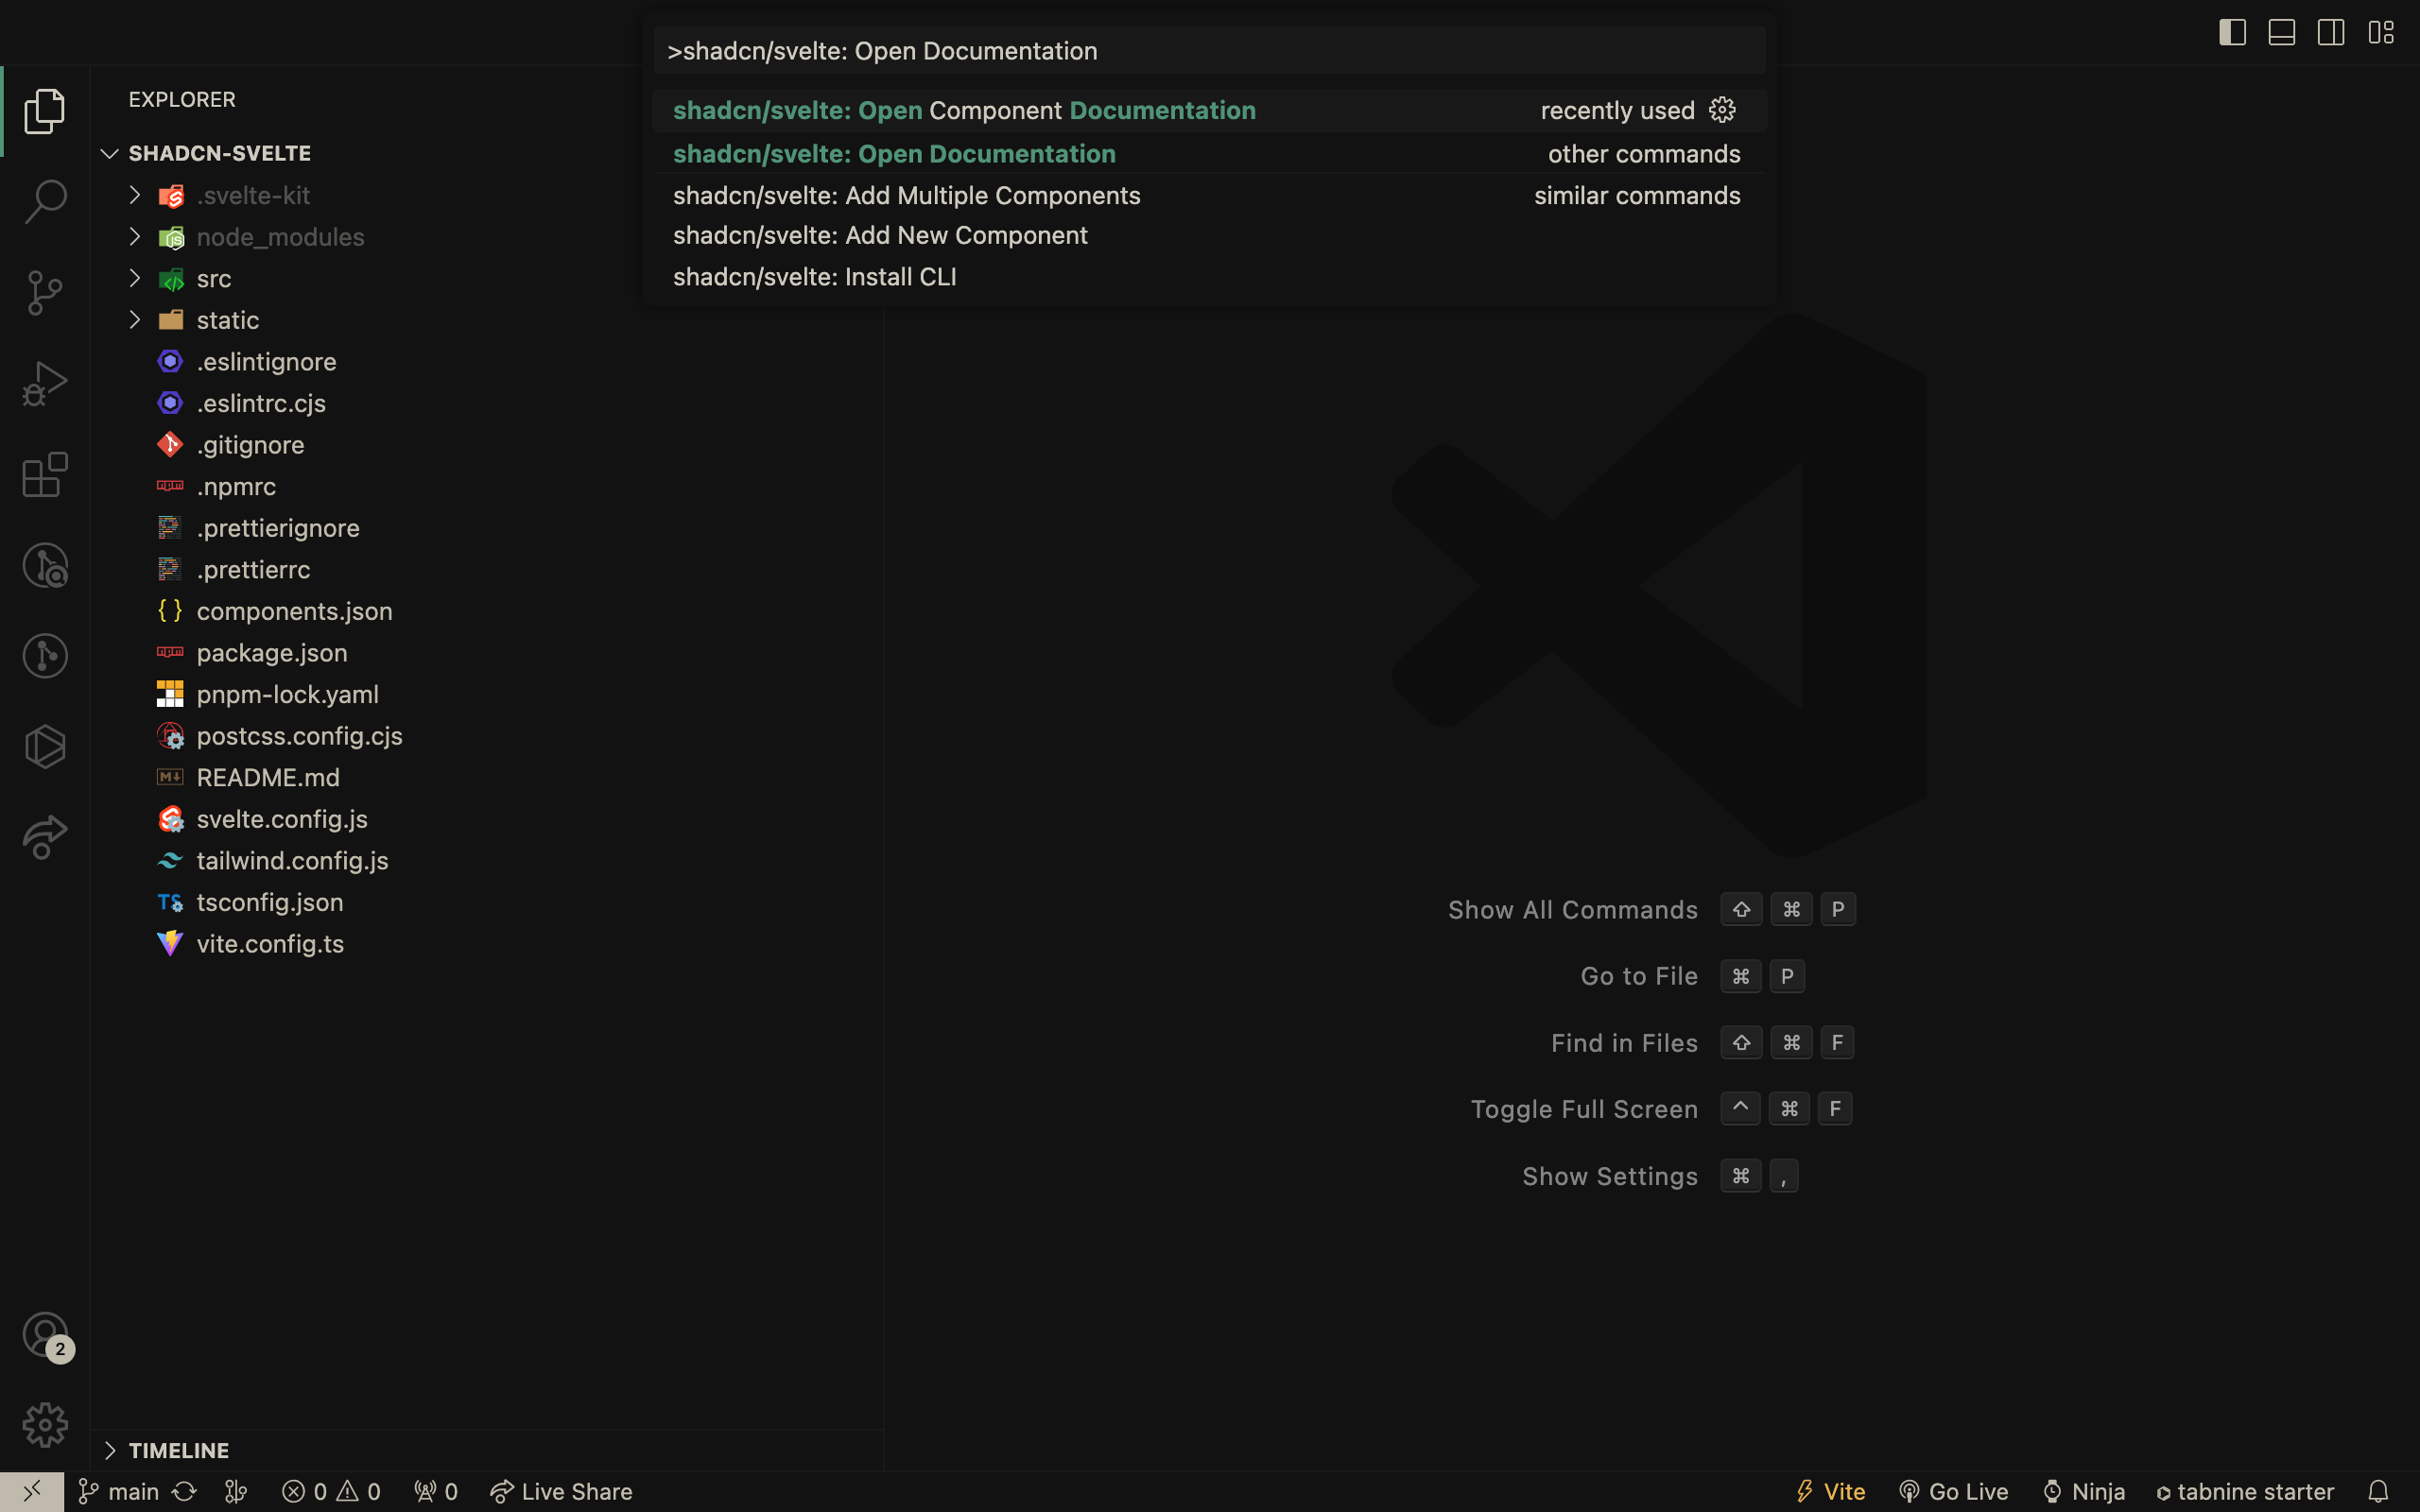 >shadcn/svelte: Open Documentation
shadcn/svelte: Open Component Documentation recently used
shadcn/svelte: Open Documentation other commands
shadcn/svelte: Add Multiple Components similar commands
shadcn/svelte: Add New Component
shadcn/svelte: Install CLI
EXPLORER
SHADCN-SVELTE
.svelte-kit
node_modules
src
static
.eslintignore
.eslintrc.cjs
.gitignore
.npmrc
.prettierignore
.prettierrc
components.json
package.json
pnpm-lock.yaml
postcss.config.cjs
README.md
svelte.config.js
tailwind.config.js
tsconfig.json
vite.config.ts
Show All Commands ⇧ ⌘ P
Go to File ⌘ P
Find in Files ⇧ ⌘ F
Toggle Full Screen ^ ⌘ F
Show Settings ⌘ ,
2
TIMELINE
main 0 0 0 Live Share Vite Go Live Ninja tabnine starter